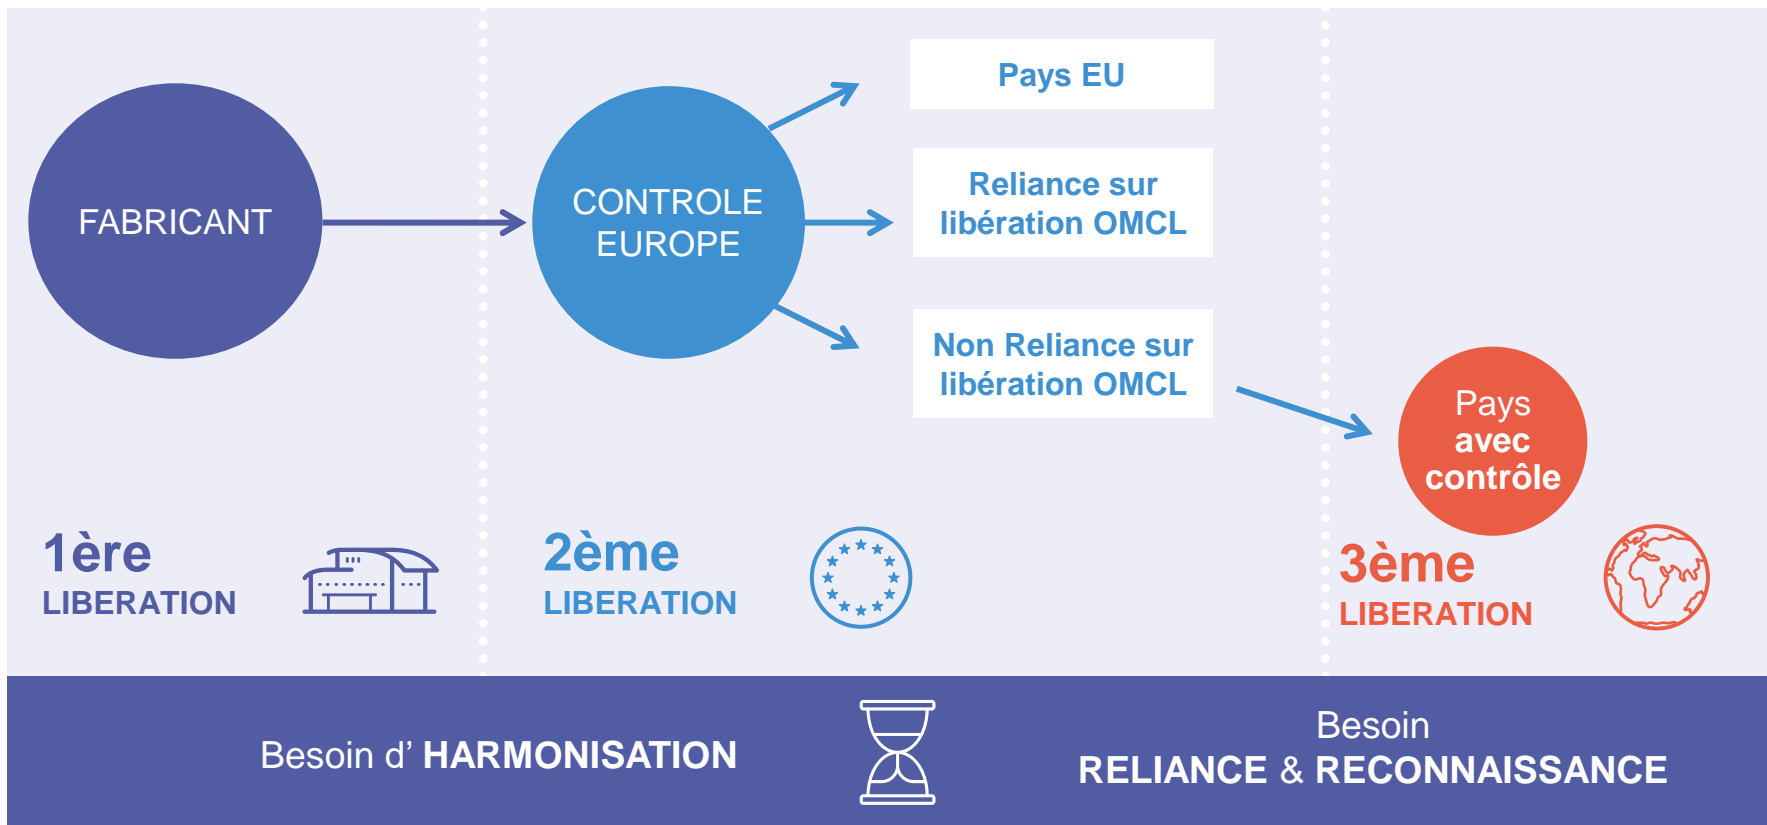 FABRICANT
CONTROLE
EUROPE
Pays EU
Reliance sur
libération OMCL
Non Reliance sur
libération OMCL
Pays
avec
contrôle
1ère
LIBERATION
2ème
LIBERATION
3ème
LIBERATION
Besoin d’ HARMONISATION
Besoin
RELIANCE & RECONNAISSANCE